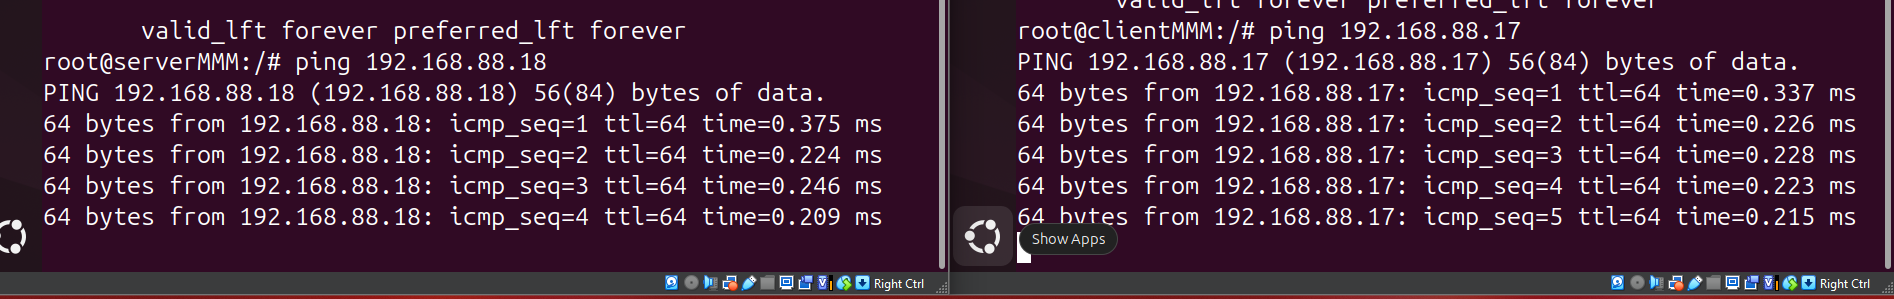 valid_lft forever preferred_lft forever
root@serverMMM:/# ping 192.168.88.18
PING 192.168.88.18 (192.168.88.18) 56(84) bytes of data.
64 bytes from 192.168.88.18: icmp_seq=1 ttl=64 time=0.375 ms
64 bytes from 192.168.88.18: icmp_seq=2 ttl=64 time=0.224 ms
64 bytes from 192.168.88.18: icmp_seq=3 ttl=64 time=0.246 ms
64 bytes from 192.168.88.18: icmp_seq=4 ttl=64 time=0.209 ms
Right Ctrl
valid_lft forever preferred_lft forever
root@clientMMM:/# ping 192.168.88.17
PING 192.168.88.17 (192.168.88.17) 56(84) bytes of data.
64 bytes from 192.168.88.17: icmp_seq=1 ttl=64 time=0.337 ms
64 bytes from 192.168.88.17: icmp_seq=2 ttl=64 time=0.226 ms
64 bytes from 192.168.88.17: icmp_seq=3 ttl=64 time=0.228 ms
64 bytes from 192.168.88.17: icmp_seq=4 ttl=64 time=0.223 ms
64 bytes from 192.168.88.17: icmp_seq=5 ttl=64 time=0.215 ms
Show Apps
Right Ctrl